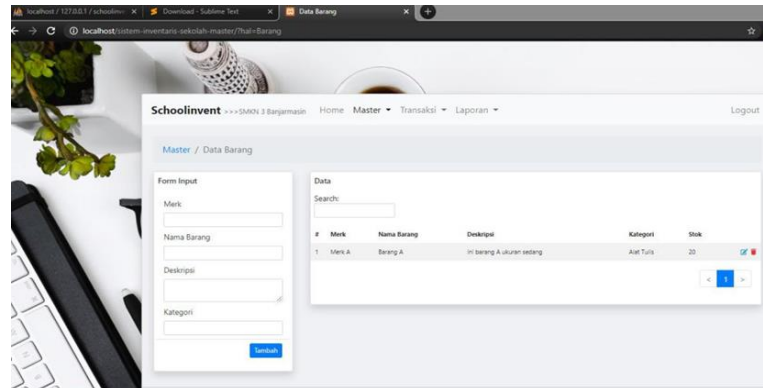 localhost / 127.0.0.1 / schoolinve
Download - Sublime Text
Data Barang
localhost/sistem-inventaris-sekolah-master/?hal=Barang
Schoolinvent >>>SMKN 3 Banjarmasin Home Master Transaksi Laporan Logout
Master / Data Barang
Form Input
Merk
Nama Barang
Deskripsi
Kategori
Tambah
Data
Search:
# Merk Nama Barang Deskripsi Kategori Stok
1 Merk A Barang A Ini barang A ukuran sedang Alat Tulis 20
< 1 >